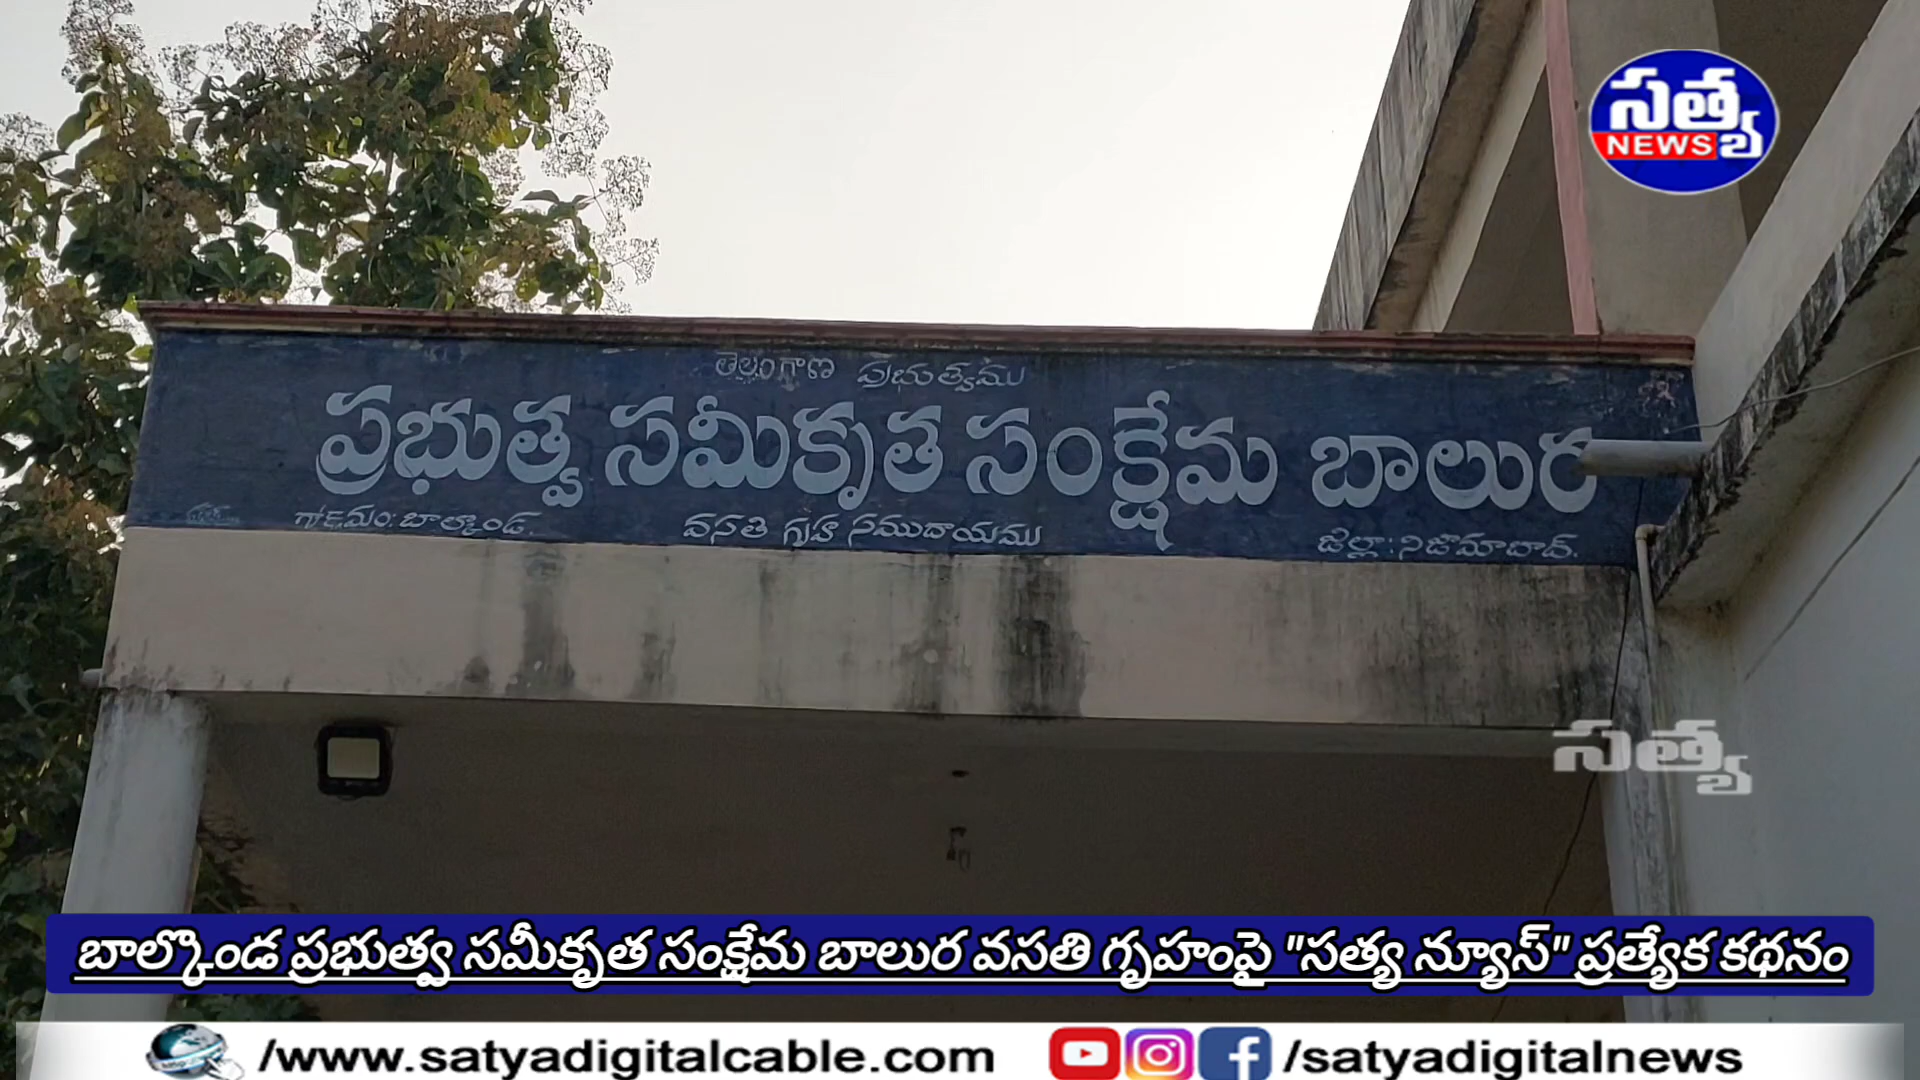 సత్య
NEWS
తెలంగాణ ప్రభుత్వము
ప్రభుత్వ సమీకృత సంక్షేమ బాలుర
గ్రామం: బాల్కొండ. వసతి గృహ సముదాయము జిల్లా: నిజామాబాద్.
సత్య
బాల్కొండ ప్రభుత్వ సమీకృత సంక్షేమ బాలుర వసతి గృహంపై "సత్య న్యూస్" ప్రత్యేక కథనం
/www.satyadigitalcable.com /satyadigitalnews